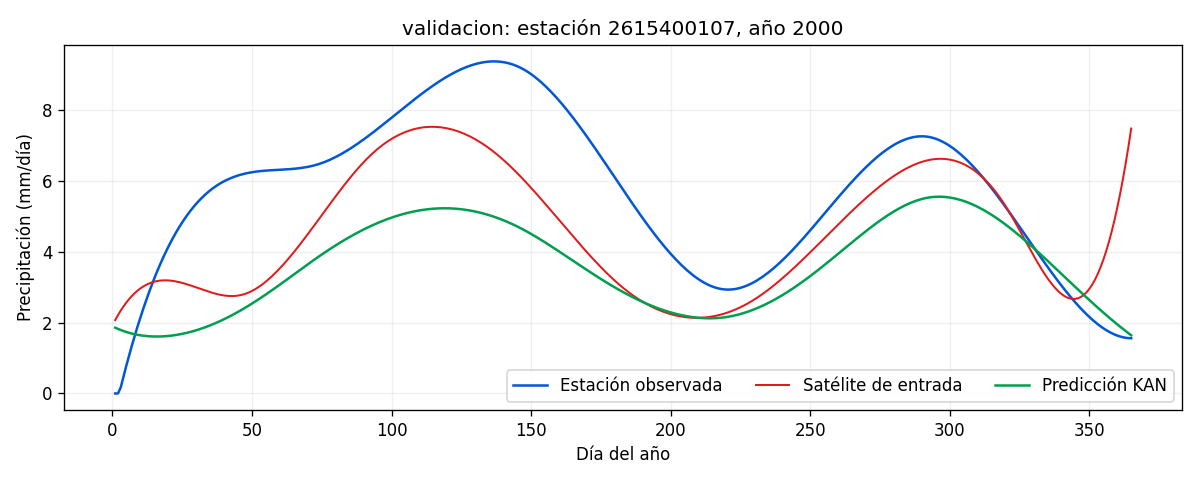 validacion: estación 2615400107, año 2000
Precipitación (mm/día)
8
6
4
2
0
Estación observada
Satélite de entrada
Predicción KAN
0 50 100 150 200 250 300 350
Día del año